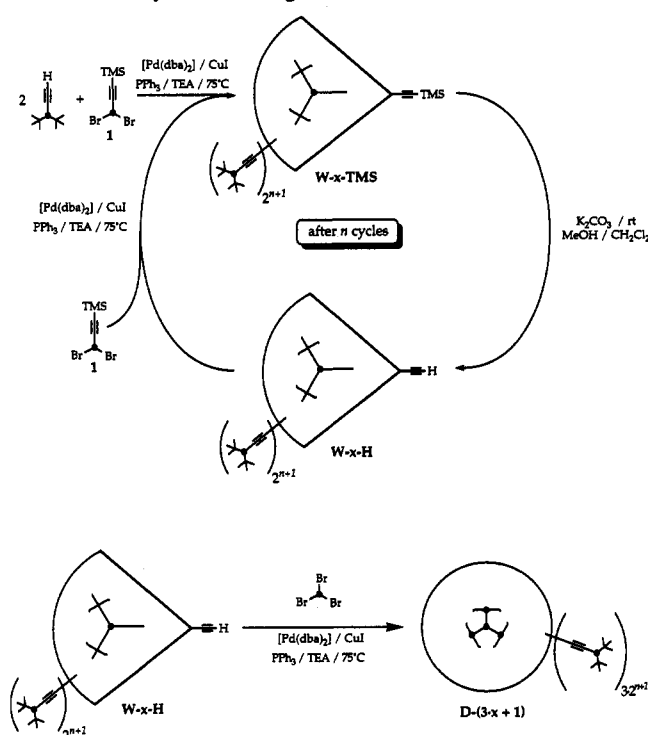 H
TMS
2
+
Br
Br
1
[Pd(dba)2] / CuI
PPh3 / TEA / 75°C
TMS
2n+1
W-x-TMS
[Pd(dba)2] / CuI
PPh3 / TEA / 75°C
after n cycles
K2CO3 / rt
MeOH / CH2Cl2
TMS
Br
Br
1
H
2n+1
W-x-H
H
2n+1
W-x-H
Br
Br
Br
[Pd(dba)2] / CuI
PPh3 / TEA / 75°C
3·2n+1
D-(3·x + 1)